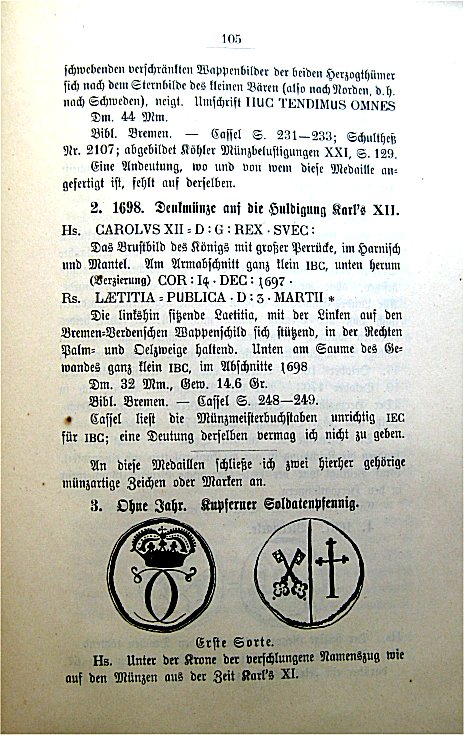 105
schwebenden verschränkten Wappenbilder der beiden Herzogthümer
sich nach dem Sternbilde des kleinen Bären (also nach Norden, d. h.
nach Schweden), neigt. Umschrift HUC TENDIMUS OMNES
Dm. 44 Mm.
Bibl. Bremen. — Cassel S. 231—233; Schultheß
Nr. 2107; abgebildet Köhler Münzbelustigungen XXI, S. 129.
Eine Andeutung, wo und von wem diese Medaille an-
gefertigt ist, fehlt auf derselben.
2. 1698. Denkmünze auf die Huldigung Karl's XII.
Hs. CAROLVS XII = D : G : REX · SVEC :
Das Brustbild des Königs mit großer Perrücke, im Harnisch
und Mantel. Am Armabschnitt ganz klein IBC, unten herum
(Verzierung) COR : 14 · DEC : 1697 ·
Rs. LÆTITIA = PUBLICA · D : 3 · MARTII *
Die linkshin sitzende Laetitia, mit der Linken auf den
Bremen-Verdenschen Wappenschild sich stützend, in der Rechten
Palm- und Oelzweige haltend. Unten am Saume des Ge-
wandes ganz klein IBC, im Abschnitte 1698
Dm. 32 Mm., Gew. 14.6 Gr.
Bibl. Bremen. — Cassel S. 248—249.
Cassel liest die Münzmeisterbuchstaben unrichtig IEC
für IBC; eine Deutung derselben vermag ich nicht zu geben.
An diese Medaillen schließe ich zwei hierher gehörige
münzartige Zeichen oder Marken an.
3. Ohne Jahr. Kupferner Soldatenpfennig.
Erste Sorte.
Hs. Unter der Krone der verschlungene Namenszug wie
auf den Münzen aus der Zeit Karl's XI.